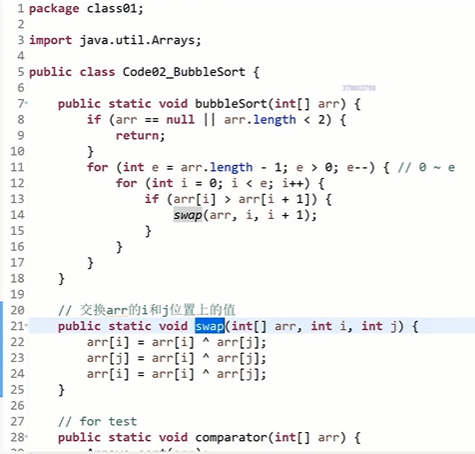 1 package class01;
2
3 import java.util.Arrays;
4
5 public class Code02_BubbleSort {
6
378013798
7 public static void bubbleSort(int[] arr) {
8 if (arr == null || arr.length < 2) {
9 return;
10 }
11 for (int e = arr.length - 1; e > 0; e--) { // 0 ~ e
12 for (int i = 0; i < e; i++) {
13 if (arr[i] > arr[i + 1]) {
14 swap(arr, i, i + 1);
15 }
16 }
17 }
18 }
19
20 // 交换arr的i和j位置上的值
21 public static void swap(int[] arr, int i, int j) {
22 arr[i] = arr[i] ^ arr[j];
23 arr[j] = arr[i] ^ arr[j];
24 arr[i] = arr[i] ^ arr[j];
25 }
26
27 // for test
28 public static void comparator(int[] arr) {